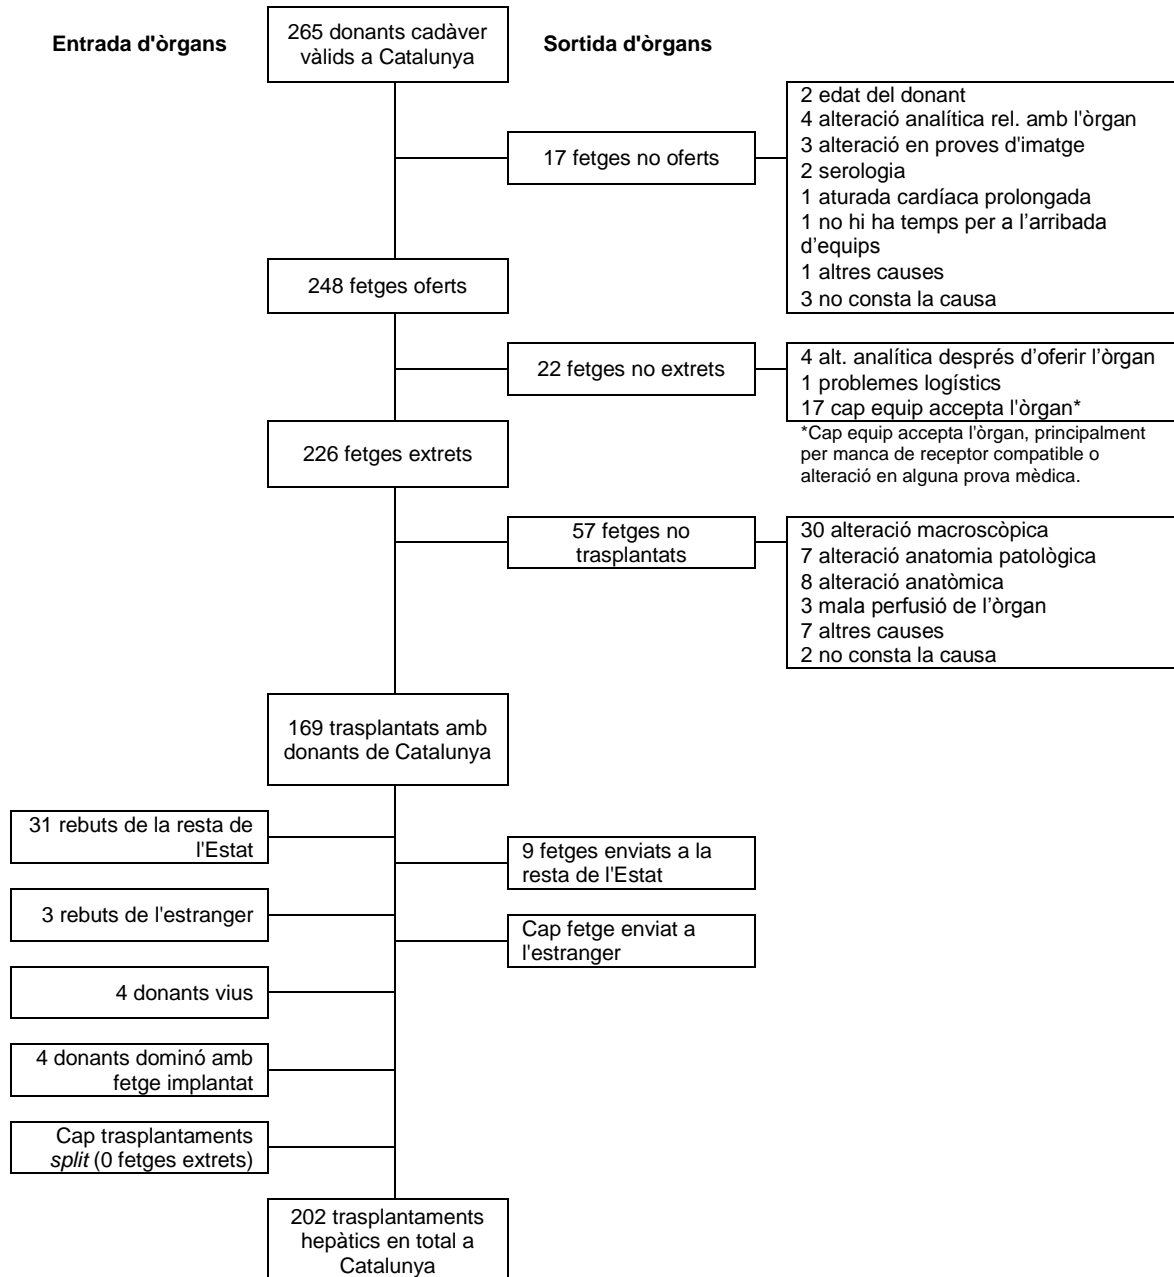 Entrada d'òrgans
265 donants cadàver
vàlids a Catalunya
Sortida d'òrgans
17 fetges no oferts
2 edat del donant
4 alteració analítica rel. amb l'òrgan
3 alteració en proves d'imatge
2 serologia
1 aturada cardíaca prolongada
1 no hi ha temps per a l’arribada
d’equips
1 altres causes
3 no consta la causa
248 fetges oferts
22 fetges no extrets
4 alt. analítica després d’oferir l’òrgan
1 problemes logístics
17 cap equip accepta l'òrgan*
*Cap equip accepta l'òrgan, principalment
per manca de receptor compatible o
alteració en alguna prova mèdica.
226 fetges extrets
57 fetges no
trasplantats
30 alteració macroscòpica
7 alteració anatomia patològica
8 alteració anatòmica
3 mala perfusió de l’òrgan
7 altres causes
2 no consta la causa
169 trasplantats amb
donants de Catalunya
31 rebuts de la resta de
l'Estat
9 fetges enviats a la
resta de l'Estat
3 rebuts de l'estranger
Cap fetge enviat a
l'estranger
4 donants vius
4 donants dominó amb
fetge implantat
Cap trasplantaments
split (0 fetges extrets)
202 trasplantaments
hepàtics en total a
Catalunya